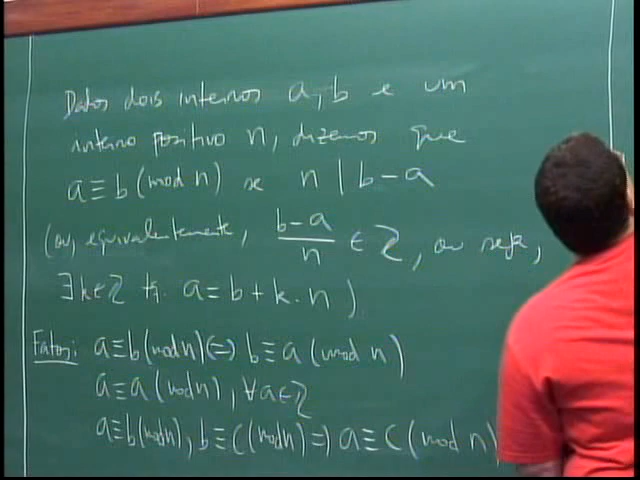 Dados dois inteiros a, b e um
inteiro positivo n, dizemos que
a ≡ b (mod n) se n | b - a
(ou, equivalentemente, (b-a)/n ∈ ℤ, ou seja,
∃ k ∈ ℤ t.q. a = b + k · n )
Fatos: a ≡ b (mod n) <=> b ≡ a (mod n)
a ≡ a (mod n), ∀ a ∈ ℤ
a ≡ b (mod n), b ≡ c (mod n) => a ≡ c (mod n)